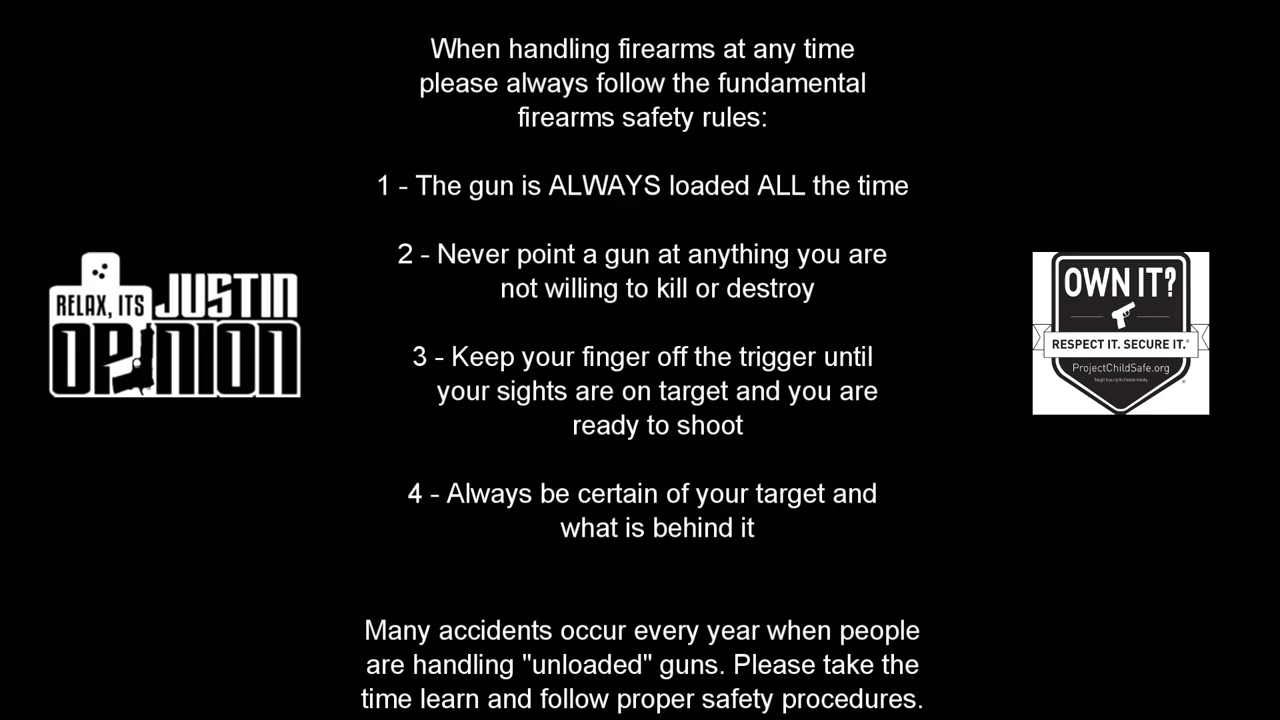 When handling firearms at any time
please always follow the fundamental
firearms safety rules:
1 - The gun is ALWAYS loaded ALL the time
2 - Never point a gun at anything you are
not willing to kill or destroy
3 - Keep your finger off the trigger until
your sights are on target and you are
ready to shoot
4 - Always be certain of your target and
what is behind it
Many accidents occur every year when people
are handling "unloaded" guns. Please take the
time learn and follow proper safety procedures.
RELAX, ITS JUSTIN
OPINION
OWN IT?
RESPECT IT. SECURE IT.®
ProjectChildSafe.org